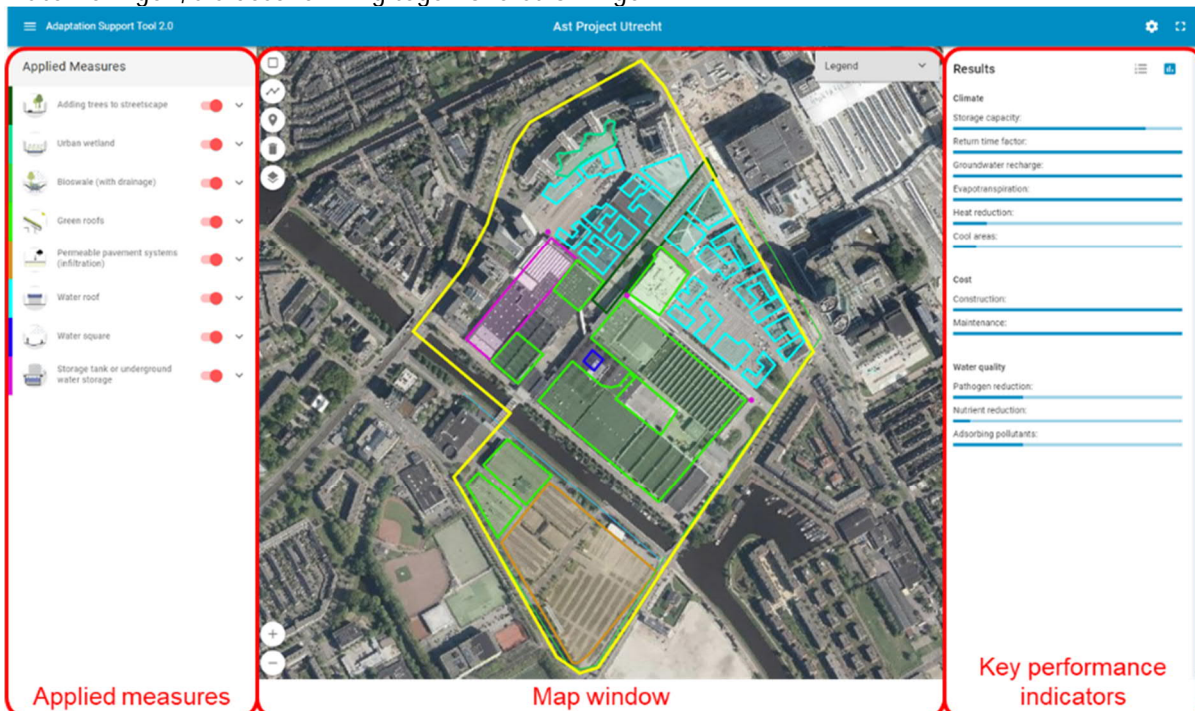 Adaptation Support Tool 2.0
Ast Project Utrecht
Applied Measures
Adding trees to streetscape
Urban wetland
Bioswale (with drainage)
Green roofs
Permeable pavement systems
(infiltration)
Water roof
Water square
Storage tank or underground
water storage
Applied measures
Legend
Map window
Results
Climate
Storage capacity:
Return time factor:
Groundwater recharge:
Evapotranspiration:
Heat reduction:
Cool areas:
Cost
Construction:
Maintenance:
Water quality
Pathogen reduction:
Nutrient reduction:
Adsorbing pollutants:
Key performance
indicators